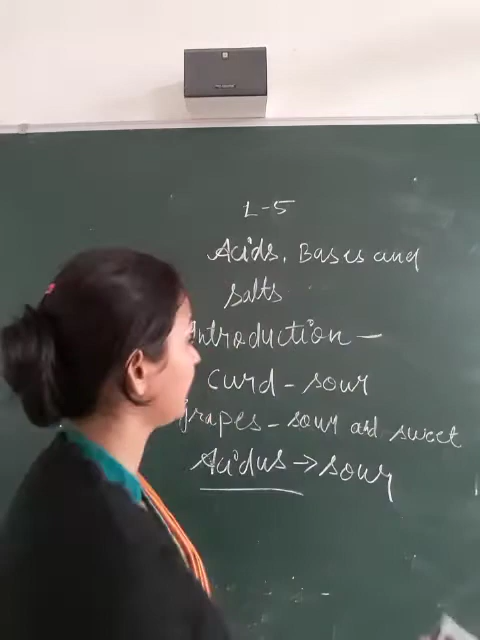 L-5
Acids, Bases and
Salts
Introduction -
Curd - sour
grapes - sour and sweet
Acidus → sour